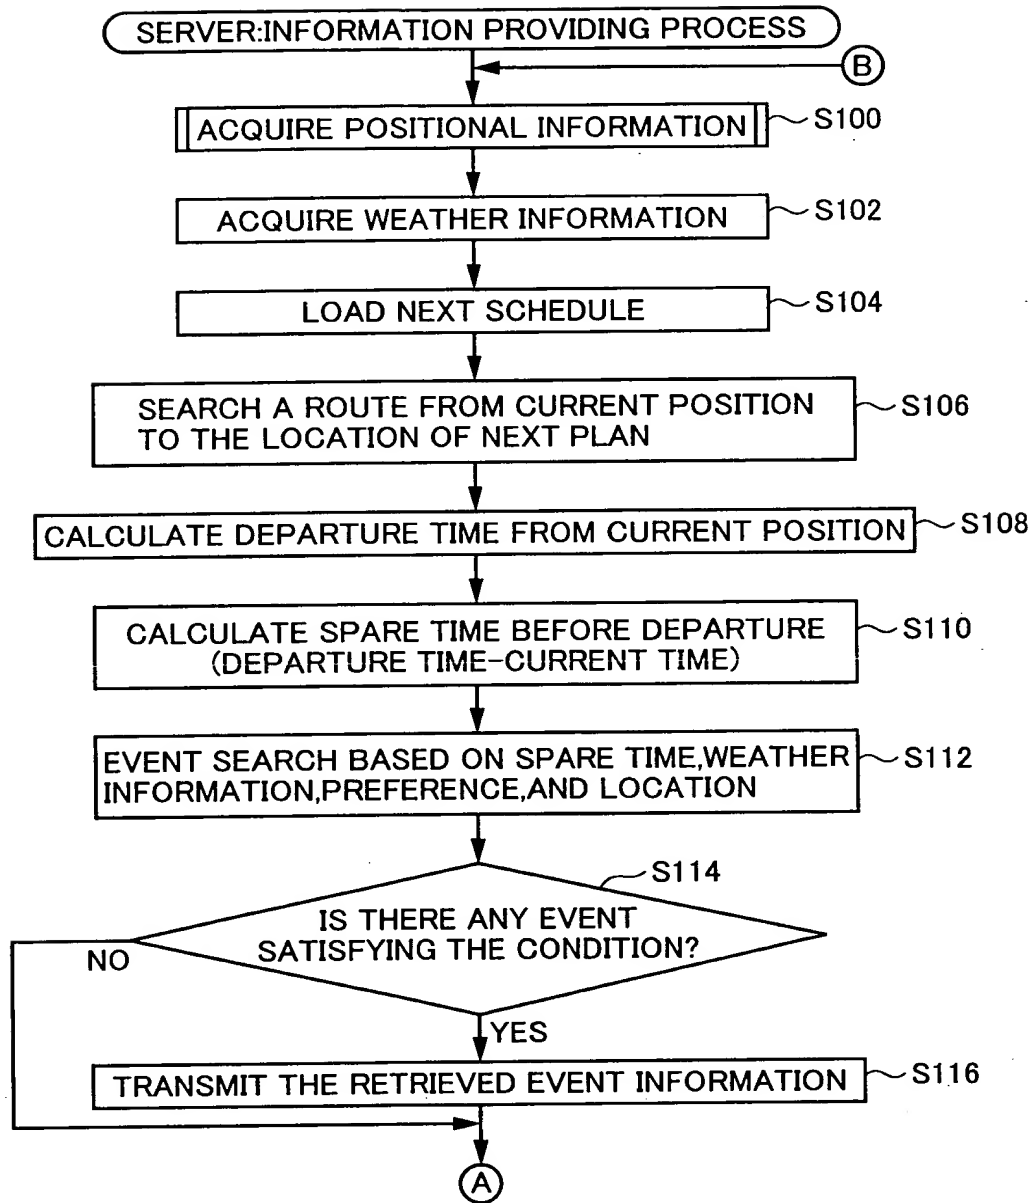 SERVER:INFORMATION PROVIDING PROCESS
B
ACQUIRE POSITIONAL INFORMATION
S100
ACQUIRE WEATHER INFORMATION
S102
LOAD NEXT SCHEDULE
S104
SEARCH A ROUTE FROM CURRENT POSITION
TO THE LOCATION OF NEXT PLAN
S106
CALCULATE DEPARTURE TIME FROM CURRENT POSITION
S108
CALCULATE SPARE TIME BEFORE DEPARTURE
(DEPARTURE TIME-CURRENT TIME)
S110
EVENT SEARCH BASED ON SPARE TIME,WEATHER
INFORMATION,PREFERENCE,AND LOCATION
S112
S114
IS THERE ANY EVENT
SATISFYING THE CONDITION?
NO
YES
TRANSMIT THE RETRIEVED EVENT INFORMATION
S116
A